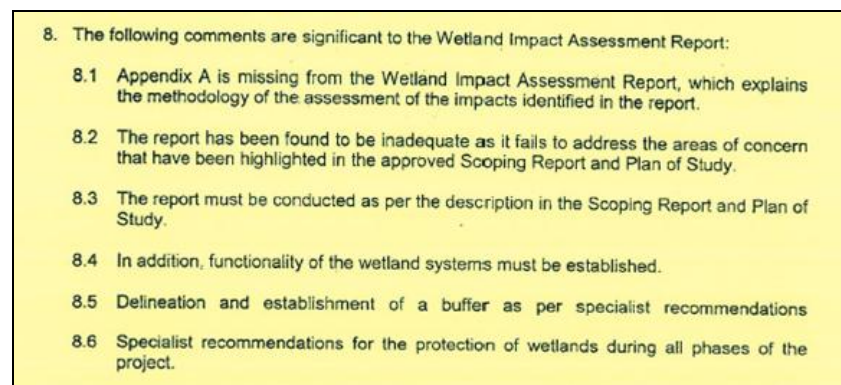 8. The following comments are significant to the Wetland Impact Assessment Report:
8.1 Appendix A is missing from the Wetland Impact Assessment Report, which explains
the methodology of the assessment of the impacts identified in the report.
8.2 The report has been found to be inadequate as it fails to address the areas of concern
that have been highlighted in the approved Scoping Report and Plan of Study.
8.3 The report must be conducted as per the description in the Scoping Report and Plan of
Study.
8.4 In addition, functionality of the wetland systems must be established.
8.5 Delineation and establishment of a buffer as per specialist recommendations
8.6 Specialist recommendations for the protection of wetlands during all phases of the
project.